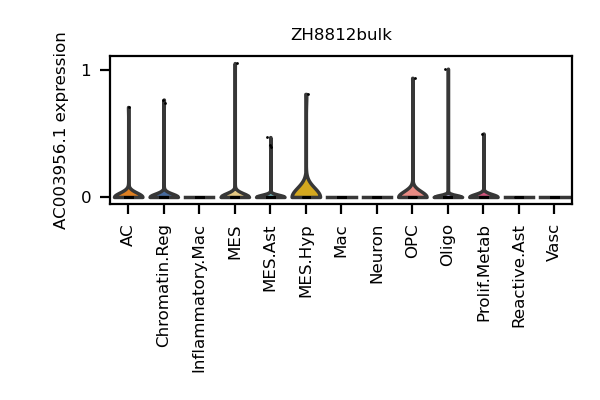 ZH8812bulk
AC003956.1 expression
1
0
AC
Chromatin.Reg
Inflammatory.Mac
MES
MES.Ast
MES.Hyp
Mac
Neuron
OPC
Oligo
Prolif.Metab
Reactive.Ast
Vasc